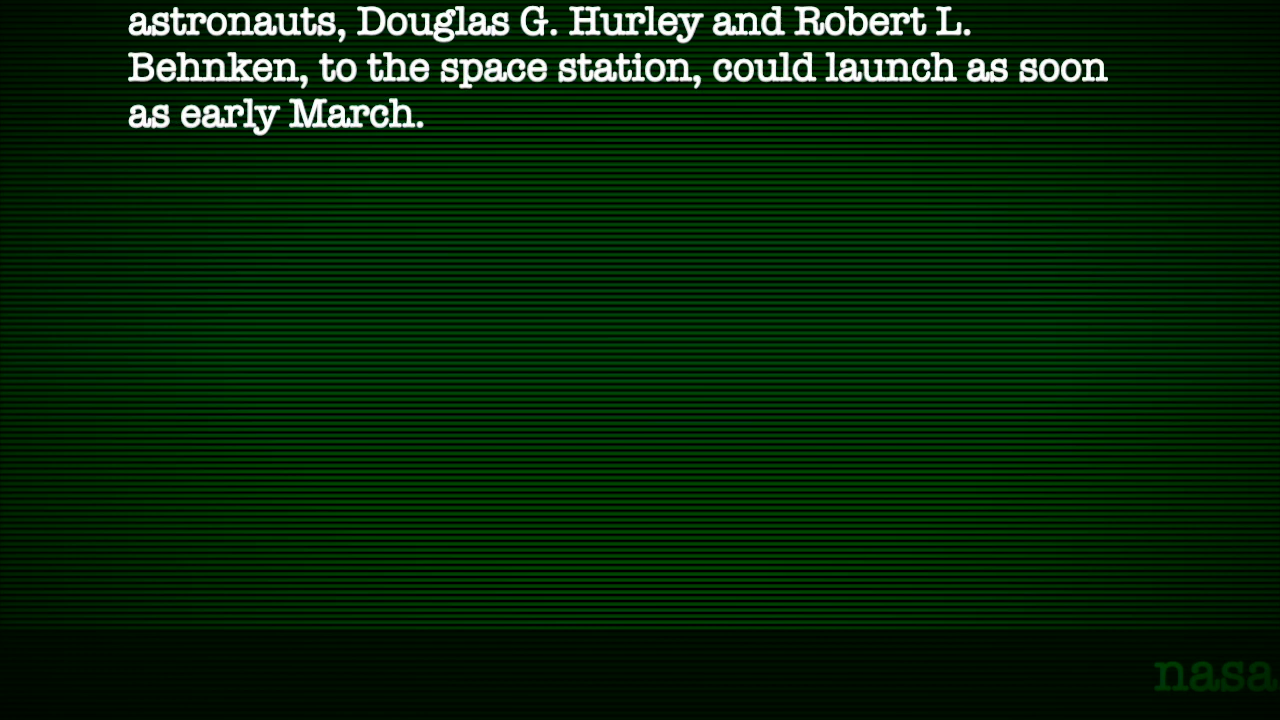 astronauts, Douglas G. Hurley and Robert L.
Behnken, to the space station, could launch as soon
as early March.
nasa